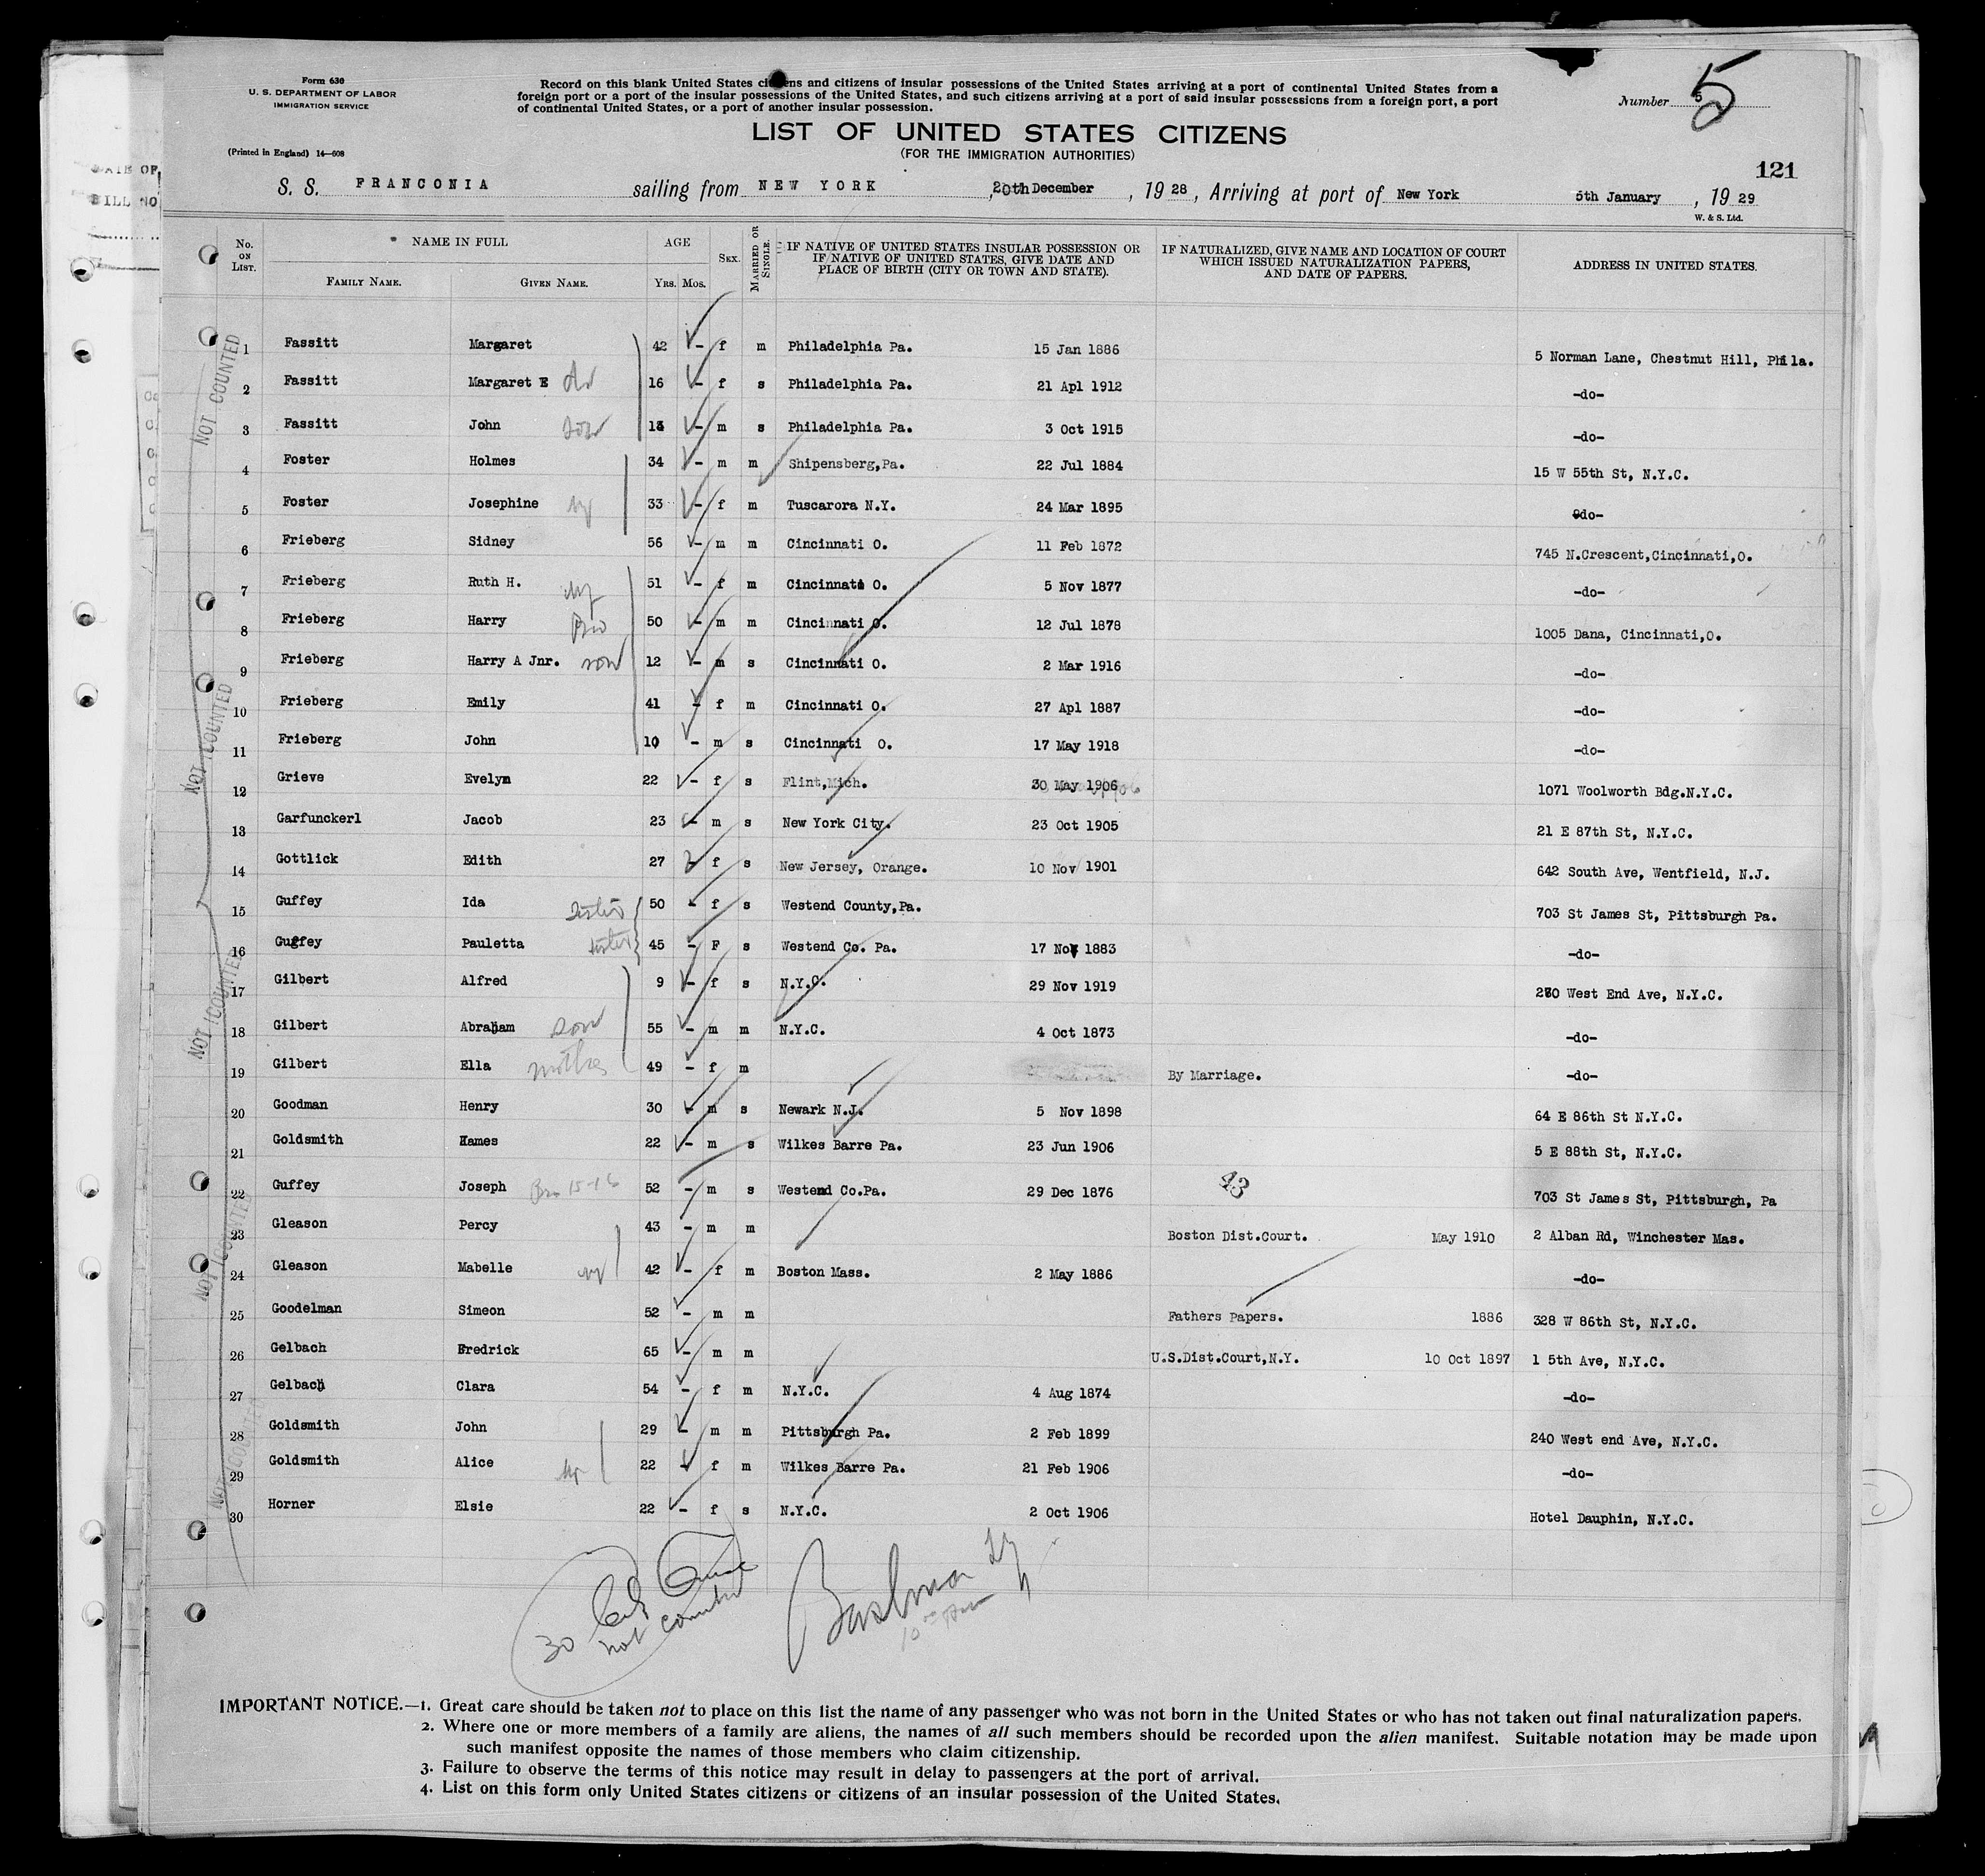 Form 630
U. S. DEPARTMENT OF LABOR
IMMIGRATION SERVICE
(Printed in England) 14—608
Record on this blank United States citizens and citizens of insular possessions of the United States arriving at a port of continental United States from a
foreign port or a port of the insular possessions of the United States, and such citizens arriving at a port of said insular possessions from a foreign port, a port
of continental United States, or a port of another insular possession.
Number 5
5
LIST OF UNITED STATES CITIZENS
(FOR THE IMMIGRATION AUTHORITIES)
121
S. S. FRANCONIA sailing from NEW YORK, 20th December, 1928, Arriving at port of New York 5th January, 1929
W. & S. Ltd.
No. ON LIST. NAME IN FULL FAMILY NAME. GIVEN NAME. AGE YRS. MOS. SEX. MARRIED OR SINGLE. IF NATIVE OF UNITED STATES INSULAR POSSESSION OR IF NATIVE OF UNITED STATES, GIVE DATE AND PLACE OF BIRTH (CITY OR TOWN AND STATE). IF NATURALIZED, GIVE NAME AND LOCATION OF COURT WHICH ISSUED NATURALIZATION PAPERS, AND DATE OF PAPERS. ADDRESS IN UNITED STATES.
1 Fassitt Margaret 42 - f m Philadelphia Pa. 15 Jan 1886 5 Norman Lane, Chestnut Hill, Phila.
2 Fassitt Margaret E 16 - f s Philadelphia Pa. 21 Apl 1912 -do-
3 Fassitt John son 13 - m s Philadelphia Pa. 3 Oct 1915 -do-
4 Foster Holmes 34 - m m Shipensberg,Pa. 22 Jul 1884 15 W 55th St, N.Y.C.
5 Foster Josephine 33 - f m Tuscarora N.Y. 24 Mar 1895 -do-
6 Frieberg Sidney 56 - m m Cincinnati O. 11 Feb 1872 745 N.Crescent,Cincinnati,O.
7 Frieberg Ruth H. 51 - f m Cincinnati O. 5 Nov 1877 -do-
8 Frieberg Harry Bro 50 - m m Cincinnati O. 12 Jul 1878 1005 Dana, Cincinnati,O.
9 Frieberg Harry A Jnr. son 12 - m s Cincinnati O. 2 Mar 1916 -do-
10 Frieberg Emily 41 - f m Cincinnati O. 27 Apl 1887 -do-
11 Frieberg John 10 - m s Cincinnati O. 17 May 1918 -do-
12 Grieve Evelyn 22 - f s Flint,Mich. 30 May 1906 1071 Woolworth Bdg.N.Y.C.
13 Garfunckerl Jacob 23 - m s New York City. 23 Oct 1905 21 E 87th St, N.Y.C.
14 Gottlick Edith 27 - f s New Jersey, Orange. 10 Nov 1901 642 South Ave, Wentfield, N.J.
15 Guffey Ida sister 50 - f s Westend County,Pa. 703 St James St, Pittsburgh Pa.
16 Guffey Pauletta sister 45 - F s Westend Co. Pa. 17 Nov 1883 -do-
17 Gilbert Alfred 9 - f s N.Y.C. 29 Nov 1919 280 West End Ave, N.Y.C.
18 Gilbert Abraham son 55 - m m N.Y.C. 4 Oct 1873 -do-
19 Gilbert Ella mother 49 - f m By Marriage. -do-
20 Goodman Henry 30 - m s Newark N.J. 5 Nov 1898 64 E 86th St N.Y.C.
21 Goldsmith James 22 - m s Wilkes Barre Pa. 23 Jun 1906 5 E 88th St, N.Y.C.
22 Guffey Joseph Bro 15-16 52 - m s Westend Co.Pa. 29 Dec 1876 43 703 St James St, Pittsburgh, Pa
23 Gleason Percy 43 - m m Boston Dist.Court. May 1910 2 Alban Rd, Winchester Mas.
24 Gleason Mabelle 42 - f m Boston Mass. 2 May 1886 -do-
25 Goodelman Simeon 52 - m m Fathers Papers. 1886 328 W 86th St, N.Y.C.
26 Gelbach Fredrick 65 - m m U.S.Dist.Court,N.Y. 10 Oct 1897 1 5th Ave, N.Y.C.
27 Gelbach Clara 54 - f m N.Y.C. 4 Aug 1874 -do-
28 Goldsmith John 29 - m m Pittsburgh Pa. 2 Feb 1899 240 West end Ave, N.Y.C.
29 Goldsmith Alice 22 - f m Wilkes Barre Pa. 21 Feb 1906 -do-
30 Horner Elsie 22 - f s N.Y.C. 2 Oct 1906 Hotel Dauphin, N.Y.C.
NOT COUNTED
NOT COUNTED
NOT COUNTED
NOT COUNTED
NOT COUNTED
30
not counted
IMPORTANT NOTICE.—1. Great care should be taken not to place on this list the name of any passenger who was not born in the United States or who has not taken out final naturalization papers.
2. Where one or more members of a family are aliens, the names of all such members should be recorded upon the alien manifest. Suitable notation may be made upon
such manifest opposite the names of those members who claim citizenship.
3. Failure to observe the terms of this notice may result in delay to passengers at the port of arrival.
4. List on this form only United States citizens or citizens of an insular possession of the United States.